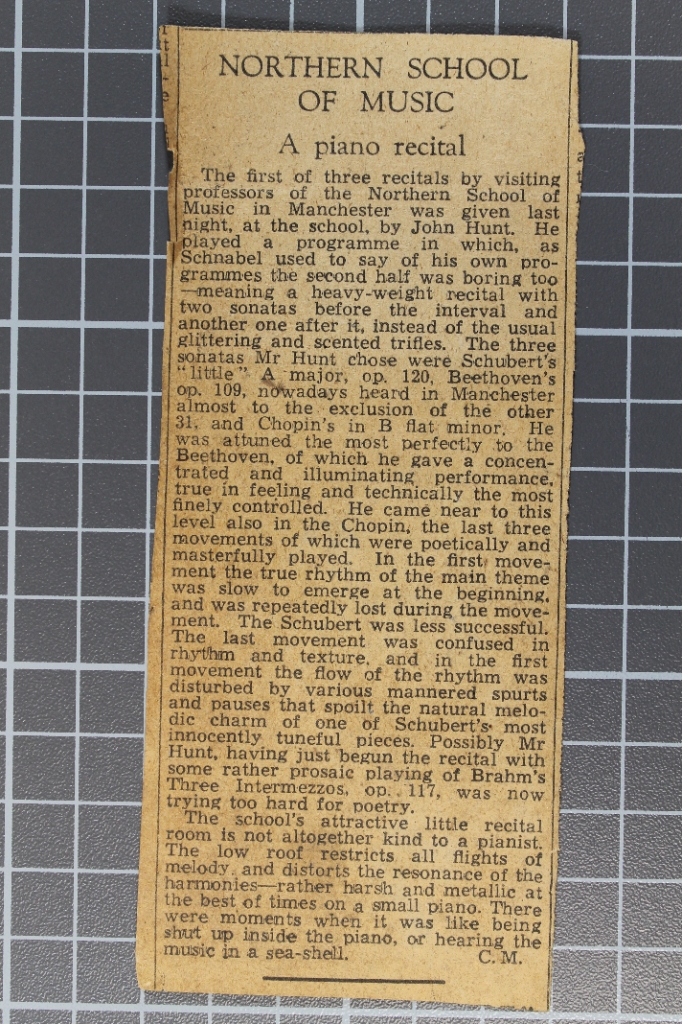 NORTHERN SCHOOL
OF MUSIC
A piano recital
The first of three recitals by visiting
professors of the Northern School of
Music in Manchester was given last
night, at the school, by John Hunt. He
played a programme in which, as
Schnabel used to say of his own pro-
grammes the second half was boring too
—meaning a heavy-weight recital with
two sonatas before the interval and
another one after it, instead of the usual
glittering and scented trifles. The three
sonatas Mr Hunt chose were Schubert's
"little" A major, op. 120, Beethoven's
op. 109, nowadays heard in Manchester
almost to the exclusion of the other
31, and Chopin's in B flat minor. He
was attuned the most perfectly to the
Beethoven, of which he gave a concen-
trated and illuminating performance,
true in feeling and technically the most
finely controlled. He came near to this
level also in the Chopin, the last three
movements of which were poetically and
masterfully played. In the first move-
ment the true rhythm of the main theme
was slow to emerge at the beginning,
and was repeatedly lost during the move-
ment. The Schubert was less successful.
The last movement was confused in
rhythm and texture, and in the first
movement the flow of the rhythm was
disturbed by various mannered spurts
and pauses that spoilt the natural melo-
dic charm of one of Schubert's most
innocently tuneful pieces. Possibly Mr
Hunt, having just begun the recital with
some rather prosaic playing of Brahm's
Three Intermezzos, op. 117, was now
trying too hard for poetry.
The school's attractive little recital
room is not altogether kind to a pianist.
The low roof restricts all flights of
melody and distorts the resonance of the
harmonies—rather harsh and metallic at
the best of times on a small piano. There
were moments when it was like being
shut up inside the piano, or hearing the
music in a sea-shell. C. M.